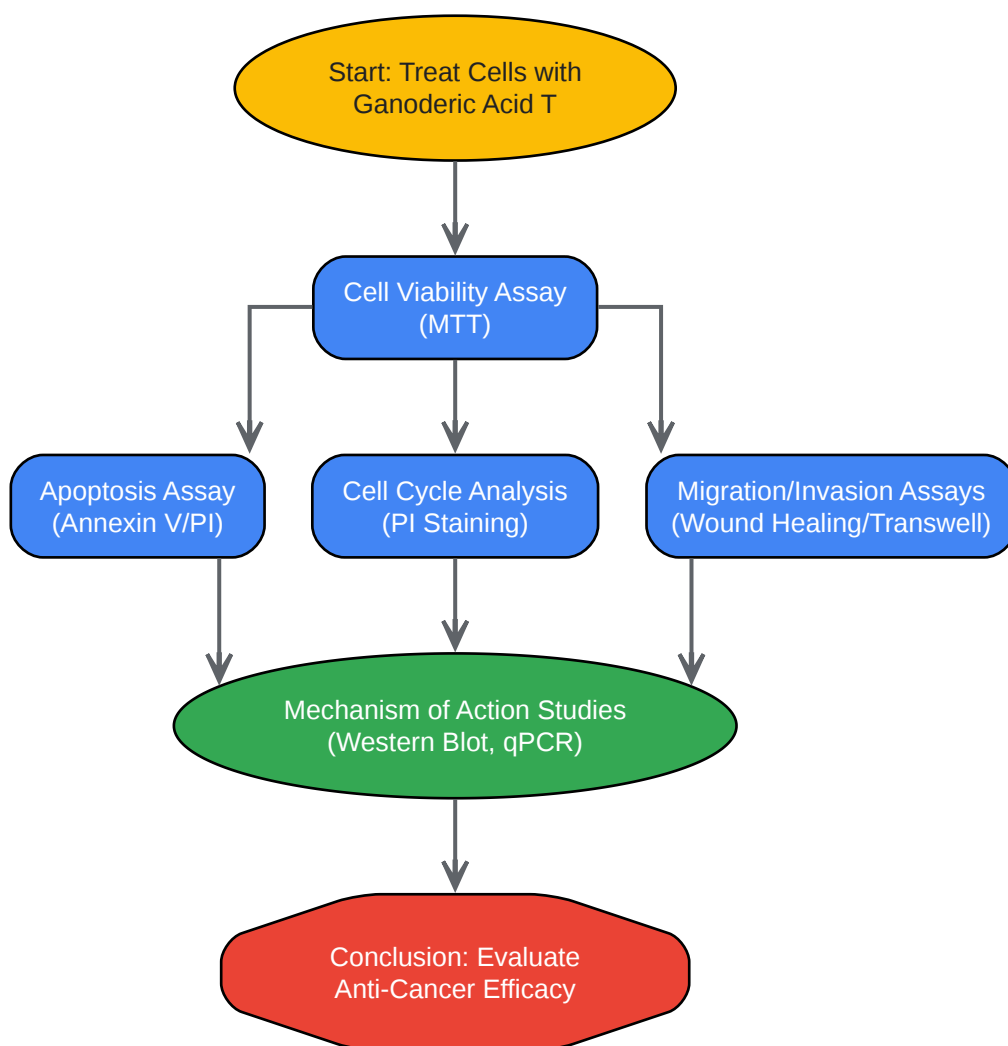 Start: Treat Cells with
Ganoderic Acid T
Cell Viability Assay
(MTT)
Apoptosis Assay
(Annexin V/PI)
Cell Cycle Analysis
(PI Staining)
Migration/Invasion Assays
(Wound Healing/Transwell)
Mechanism of Action Studies
(Western Blot, qPCR)
Conclusion: Evaluate
Anti-Cancer Efficacy